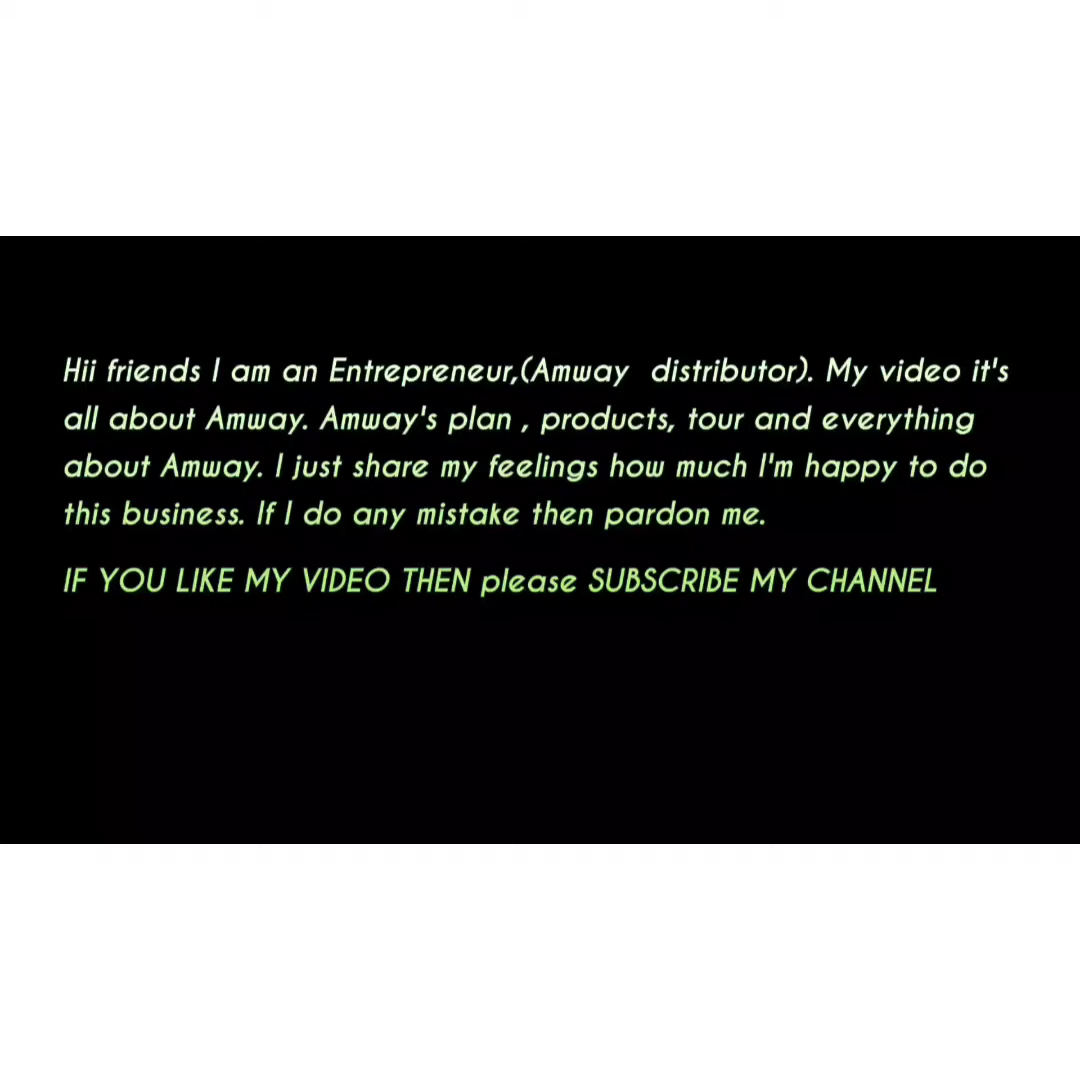 Hii friends I am an Entrepreneur,(Amway  distributor). My video it's
all about Amway. Amway's plan , products, tour and everything
about Amway. I just share my feelings how much I'm happy to do
this business. If I do any mistake then pardon me.
IF YOU LIKE MY VIDEO THEN please SUBSCRIBE MY CHANNEL